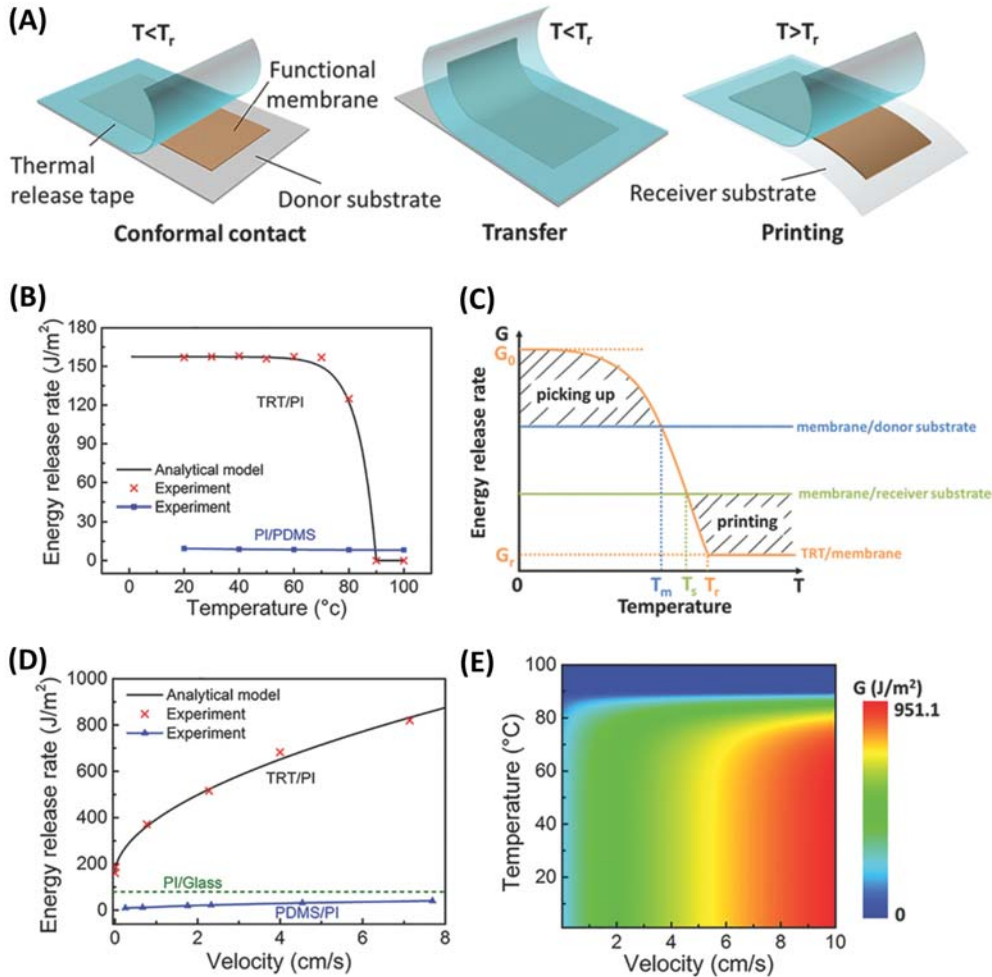 (A)
T<Tr
T<Tr
T>Tr
Functional
membrane
Thermal
release tape
Donor substrate
Receiver substrate
Conformal contact
Transfer
Printing
(B)
Energy release rate (J/m²)
180
150
120
90
60
30
0
TRT/PI
Analytical model
Experiment
Experiment
PI/PDMS
0
20
40
60
80
100
Temperature (°c)
(C)
G
Energy release rate
G0
picking up
membrane/donor substrate
membrane/receiver substrate
printing
Gr
TRT/membrane
0
Tm
Ts
Tr
T
Temperature
(D)
Energy release rate (J/m²)
1000
800
600
400
200
0
Analytical model
Experiment
Experiment
TRT/PI
PI/Glass
PDMS/PI
0
2
4
6
8
Velocity (cm/s)
(E)
Temperature (°C)
100
80
60
40
20
2
4
6
8
10
Velocity (cm/s)
G (J/m²)
951.1
0